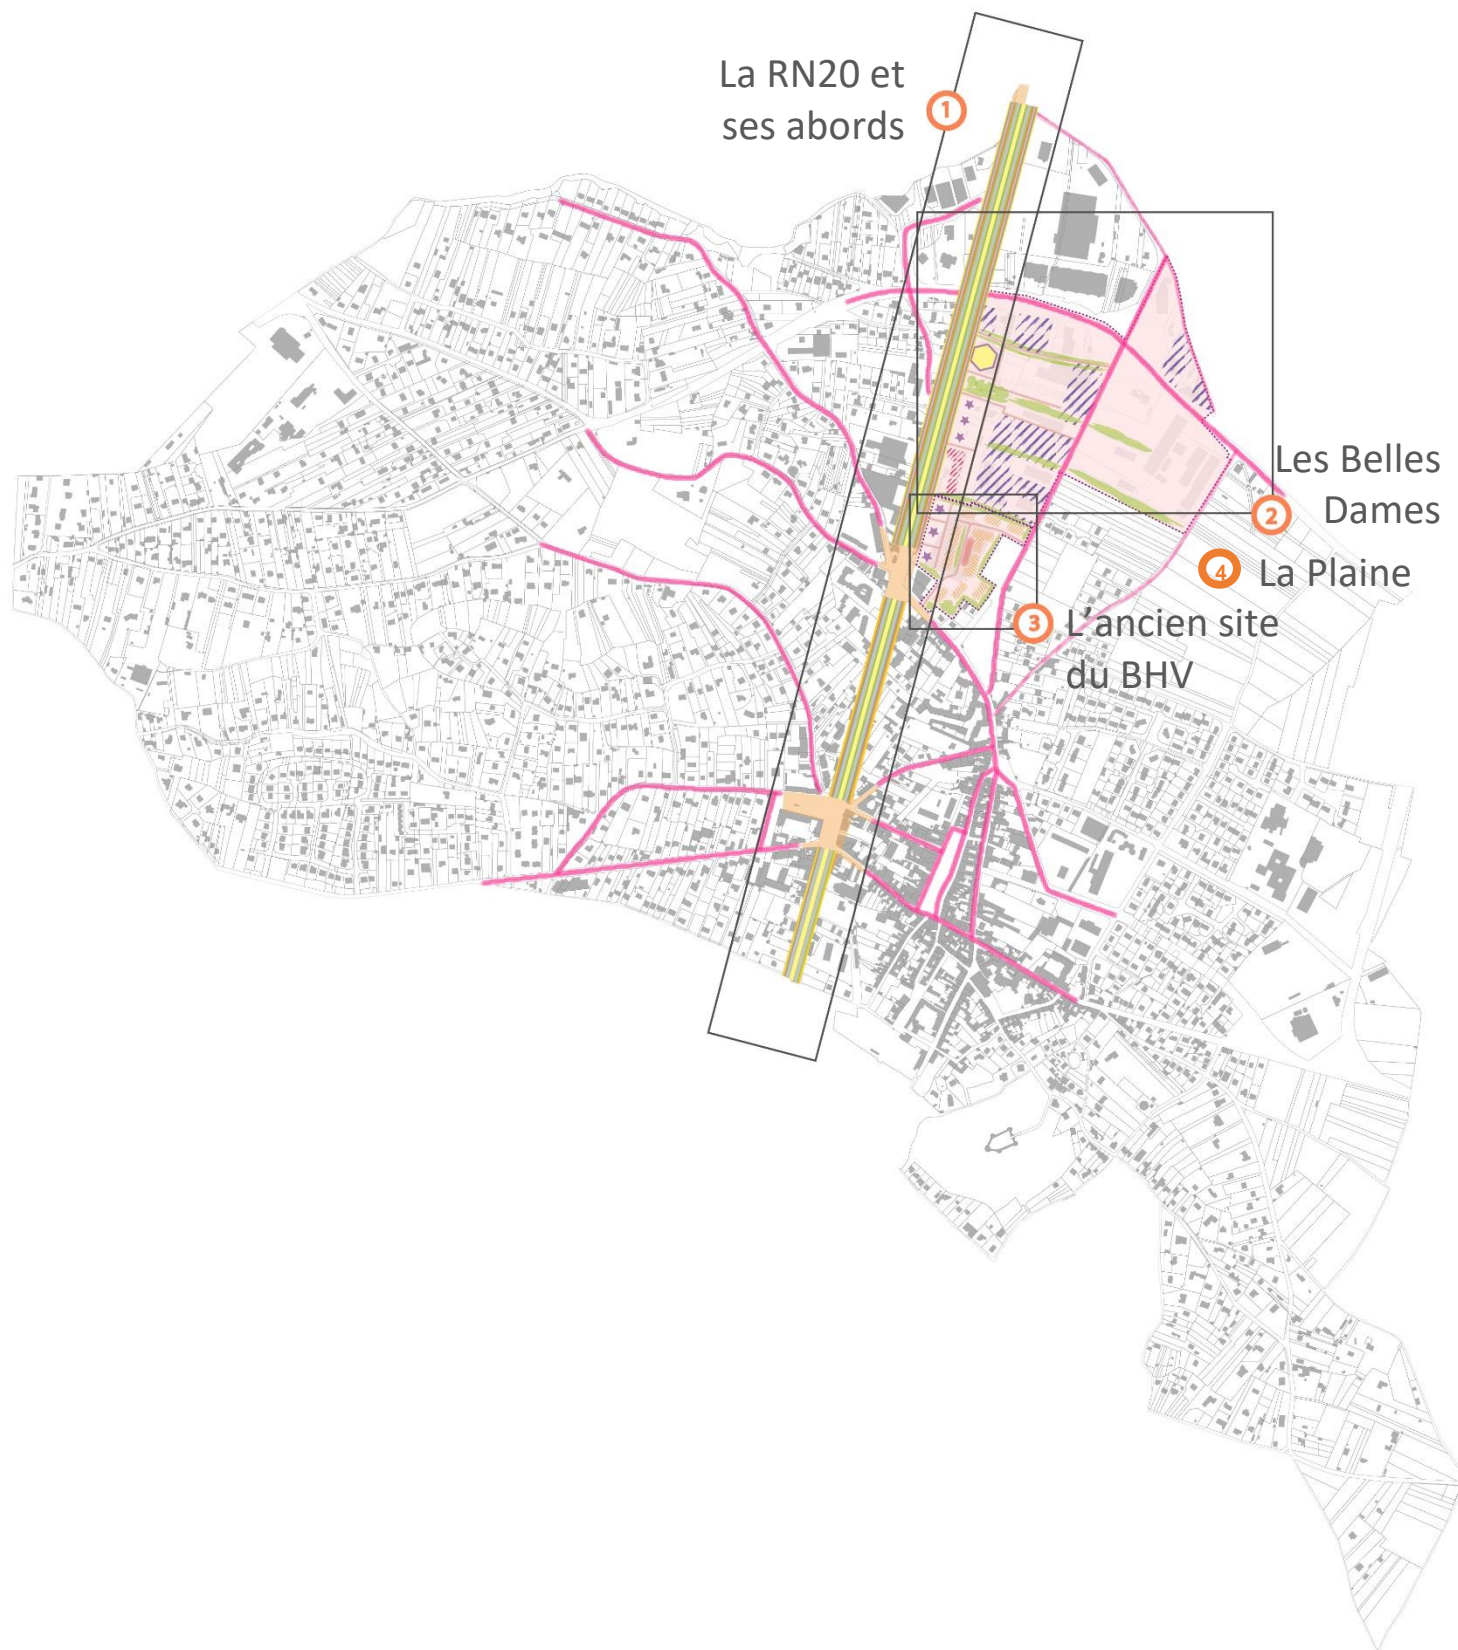 La RN20 et
ses abords
1
Les Belles
Dames
2
4 La Plaine
3 L'ancien site
du BHV